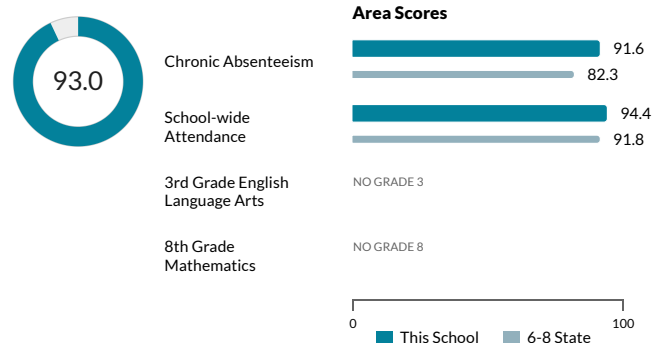 Area Scores
93.0
Chronic Absenteeism
91.6
82.3
School-wide
Attendance
94.4
91.8
3rd Grade English
Language Arts
NO GRADE 3
8th Grade
Mathematics
NO GRADE 8
0
100
This School
6-8 State